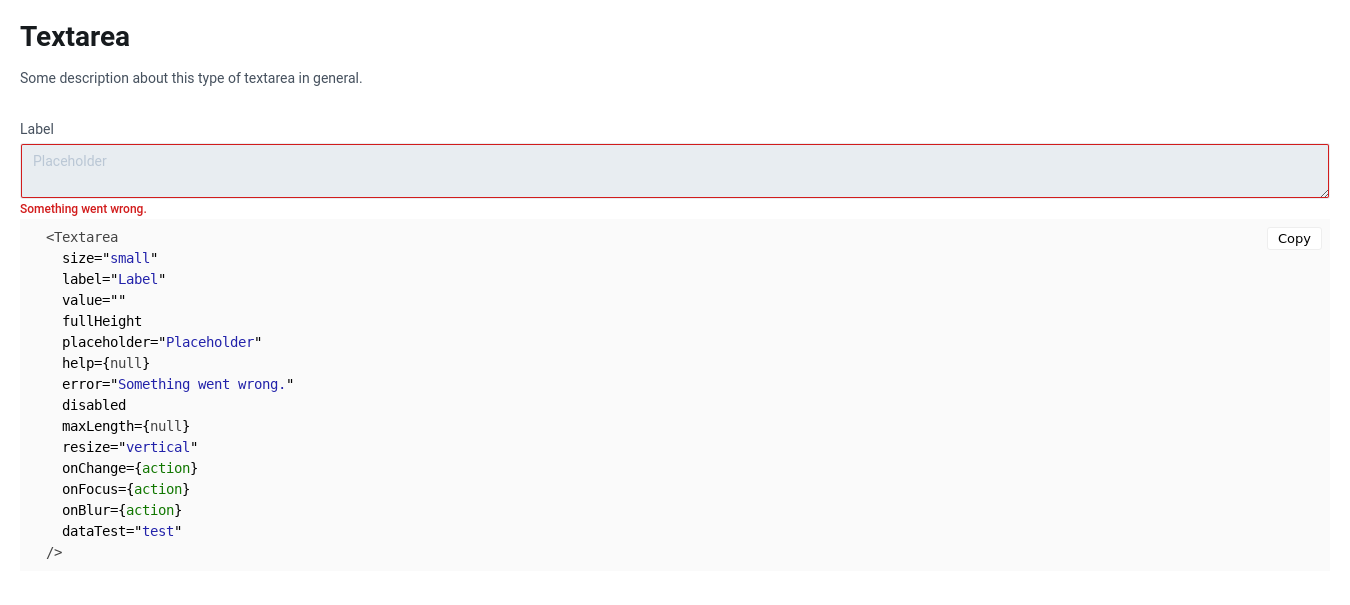 Textarea
Some description about this type of textarea in general.
Label
Placeholder
Something went wrong.
Copy
<Textarea
size="small"
label="Label"
value=""
fullHeight
placeholder="Placeholder"
help={null}
error="Something went wrong."
disabled
maxLength={null}
resize="vertical"
onChange={action}
onFocus={action}
onBlur={action}
dataTest="test"
/>